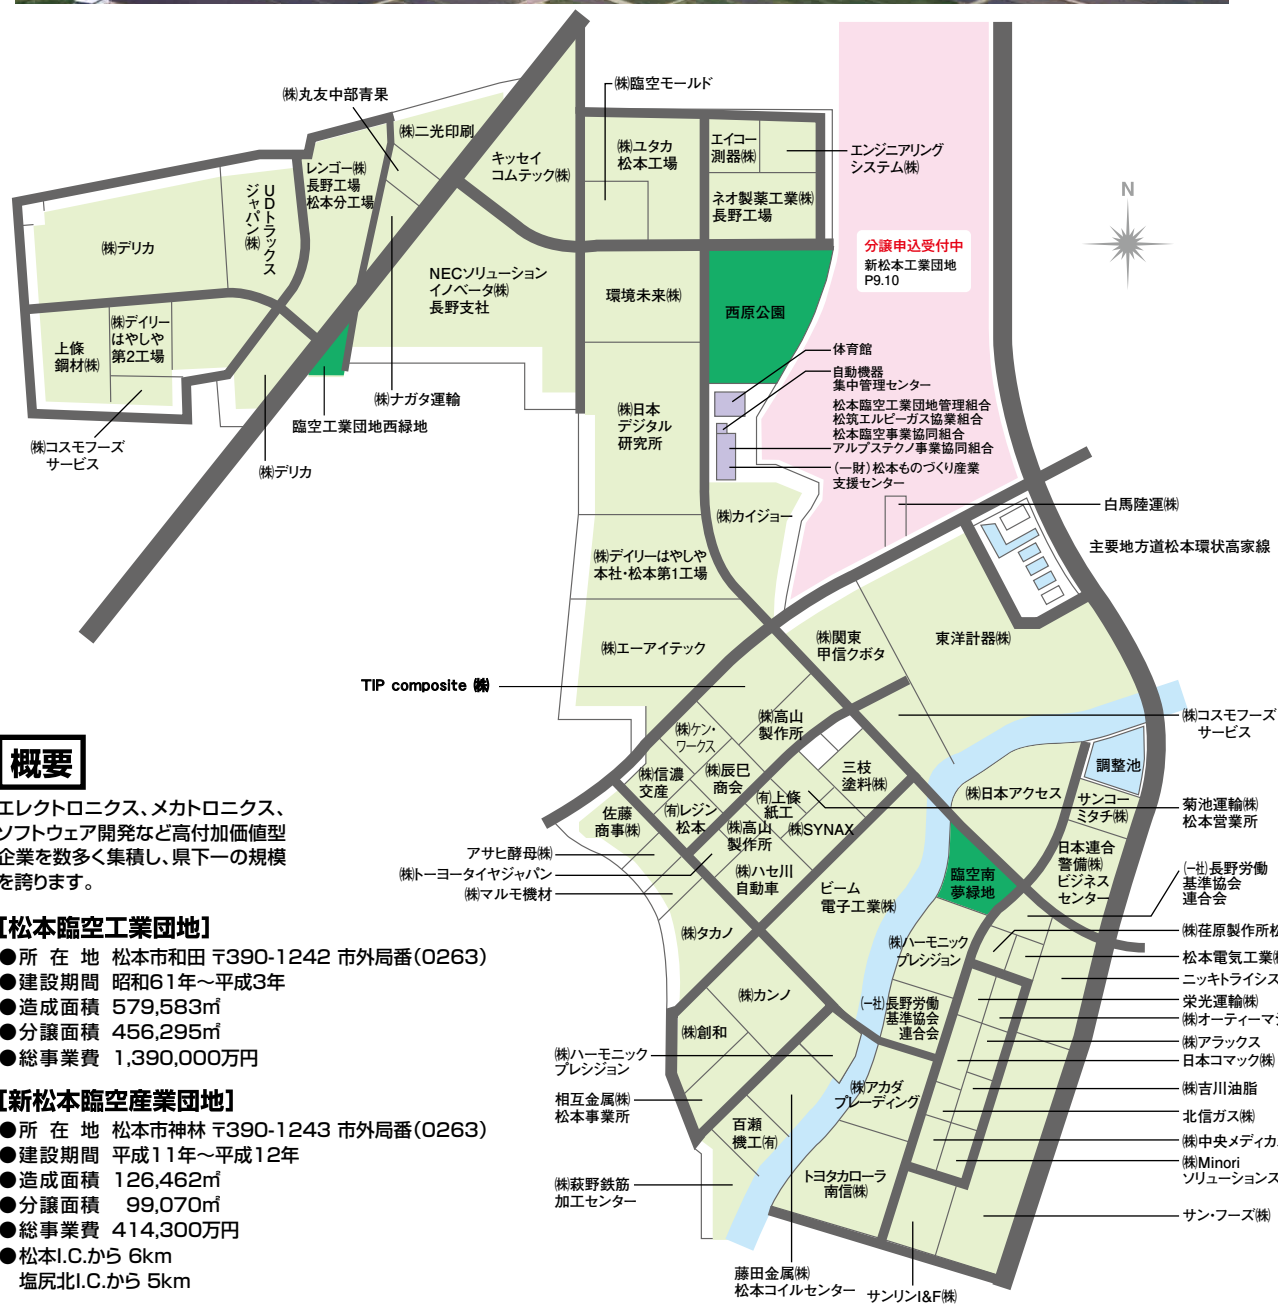 ㈱丸友中部青果
㈱臨空モールド
㈱二光印刷
キッセイ
コムテック㈱
㈱ユタカ
松本工場
エイコー
測器㈱
エンジニアリング
システム㈱
レンゴー㈱
長野工場
松本分工場
UDトラックス
ジャパン㈱
ネオ製薬工業㈱
長野工場
N
㈱デリカ
分譲申込受付中
新松本工業団地
P9.10
NECソリューション
イノベータ㈱
長野支社
環境未来㈱
西原公園
上條
鋼材㈱
㈱デイリー
はやしや
第2工場
体育館
自動機器
集中管理センター
松本臨空工業団地管理組合
松筑エルピーガス協業組合
松本臨空事業協同組合
アルプステクノ事業協同組合
(一財)松本ものづくり産業
支援センター
㈱ナガタ運輸
臨空工業団地西緑地
㈱日本
デジタル
研究所
㈱コスモフーズ
サービス
㈱デリカ
㈱カイジョー
白馬陸運㈱
主要地方道松本環状高家線
㈱デイリーはやしや
本社・松本第1工場
㈱エーアイテック
㈱関東
甲信クボタ
東洋計器㈱
TIP composite ㈱
㈱コスモフーズ
サービス
㈱高山
製作所
㈱ケン・
ワークス
㈱信濃
交産
㈱辰巳
商会
三枝
塗料㈱
調整池
㈱日本アクセス
サンコー
ミタチ㈱
菊池運輸㈱
松本営業所
佐藤
商事㈱
㈲レジン
松本
㈲上條
紙工
㈱高山
製作所
㈱SYNAX
アサヒ酵母㈱
㈱トーヨータイヤジャパン
㈱マルモ機材
㈱ハセ川
自動車
ビーム
電子工業㈱
臨空南
夢緑地
日本連合
警備㈱
ビジネス
センター
(一社)長野労働
基準協会
連合会
㈱タカノ
㈱ハーモニック
プレシジョン
㈱荏原製作所松
松本電気工業㈱
ニッキトライシス
㈱カンノ
(一社)長野労働
基準協会
連合会
栄光運輸㈱
㈱オーティーマ
㈱アラックス
日本コマック㈱
㈱創和
㈱ハーモニック
プレシジョン
㈱吉川油脂
相互金属㈱
松本事業所
㈱アカダ
プレーディング
北信ガス㈱
百瀬
機工㈲
㈱中央メディカ
㈱Minori
ソリューションズ
㈱萩野鉄筋
加工センター
トヨタカローラ
南信㈱
サン・フーズ㈱
藤田金属㈱
松本コイルセンター
サンリンI&F㈱
概要
エレクトロニクス、メカトロニクス、
ソフトウェア開発など高付加価値型
企業を数多く集積し、県下一の規模
を誇ります。
[松本臨空工業団地]
●所 在 地 松本市和田 〒390-1242 市外局番(0263)
●建設期間 昭和61年～平成3年
●造成面積 579,583㎡
●分譲面積 456,295㎡
●総事業費 1,390,000万円
[新松本臨空産業団地]
●所 在 地 松本市神林 〒390-1243 市外局番(0263)
●建設期間 平成11年～平成12年
●造成面積 126,462㎡
●分譲面積 99,070㎡
●総事業費 414,300万円
●松本I.C.から 6km
塩尻北I.C.から 5km